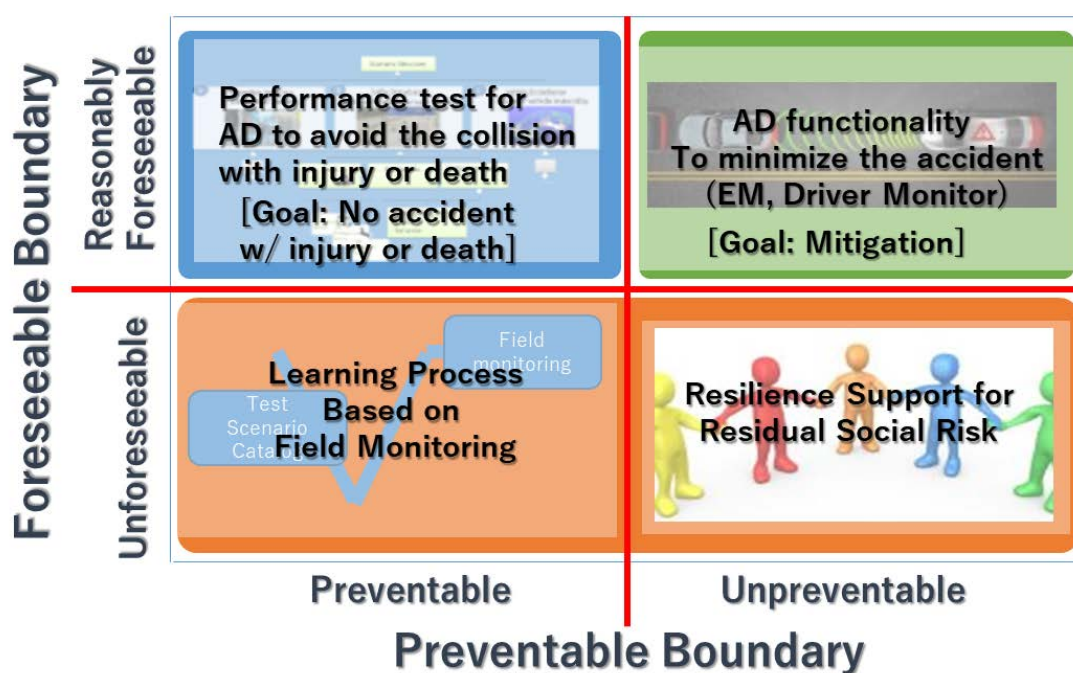 Foreseeable Boundary
Reasonably
Foreseeable
Unforeseeable
Performance test for
AD to avoid the collision
with injury or death
[Goal: No accident
w/ injury or death]
AD functionality
To minimize the accident
(EM, Driver Monitor)
[Goal: Mitigation]
Field
monitoring
Test
Scenario
Catalog
Learning Process
Based on
Field Monitoring
Resilience Support for
Residual Social Risk
Preventable
Unpreventable
Preventable Boundary